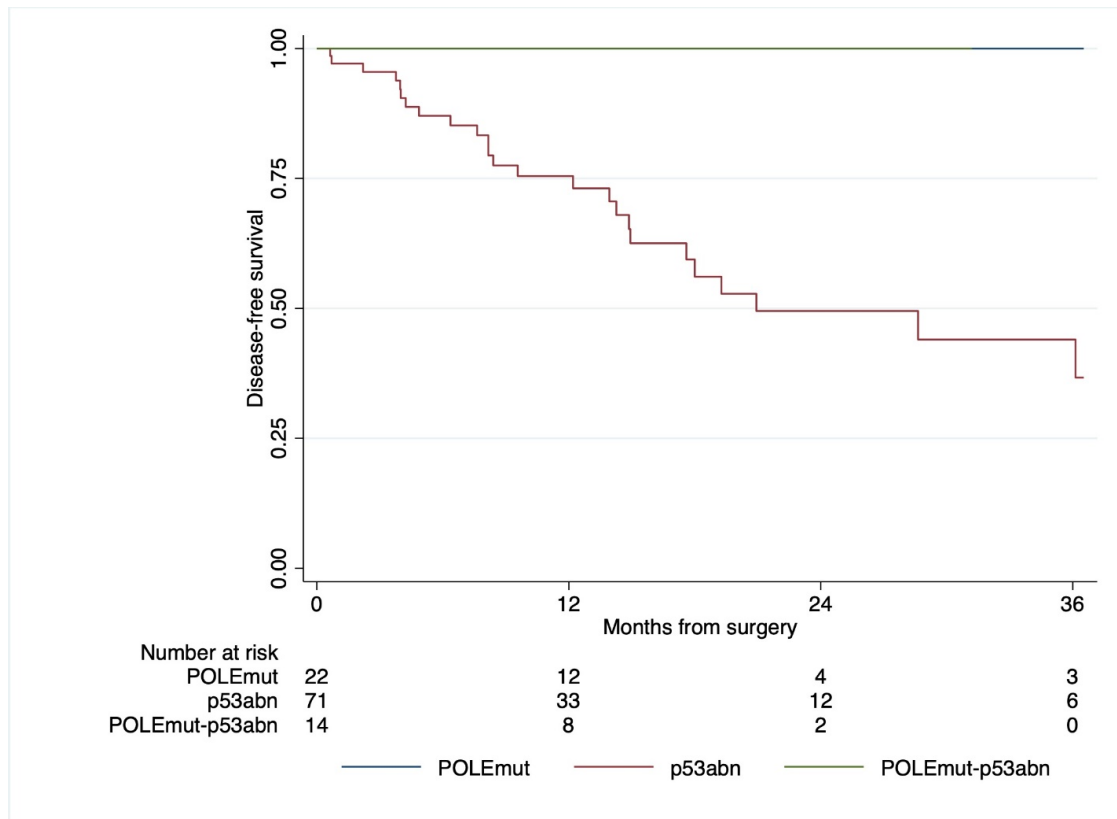 Disease-free survival
1.00
0.75
0.50
0.25
0.00
0 12 24 36
Months from surgery
Number at risk
POLEmut 22 12 4 3
p53abn 71 33 12 6
POLEmut-p53abn 14 8 2 0
POLEmut p53abn POLEmut-p53abn